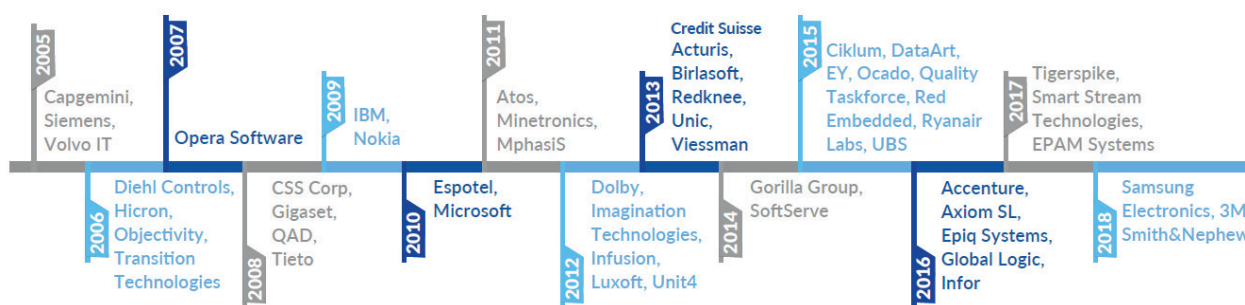 2005
Capgemini,
Siemens,
Volvo IT
2006
Diehl Controls,
Hicron,
Objectivity,
Transition
Technologies
2007
Opera Software
2008
CSS Corp,
Gigaset,
QAD,
Tieto
2009
IBM,
Nokia
2010
Espotel,
Microsoft
2011
Atos,
Minetronics,
MphasiS
2012
Dolby,
Imagination
Technologies,
Infusion,
Luxoft, Unit4
2013
Credit Suisse
Acturis,
Birlasoft,
Redknee,
Unic,
Viessman
2014
Gorilla Group,
SoftServe
2015
Ciklum, DataArt,
EY, Ocado, Quality
Taskforce, Red
Embedded, Ryanair
Labs, UBS
2016
Accenture,
Axiom SL,
Epiq Systems,
Global Logic,
Infor
2017
Tigerspike,
Smart Stream
Technologies,
EPAM Systems
2018
Samsung
Electronics, 3M
Smith&Nephew